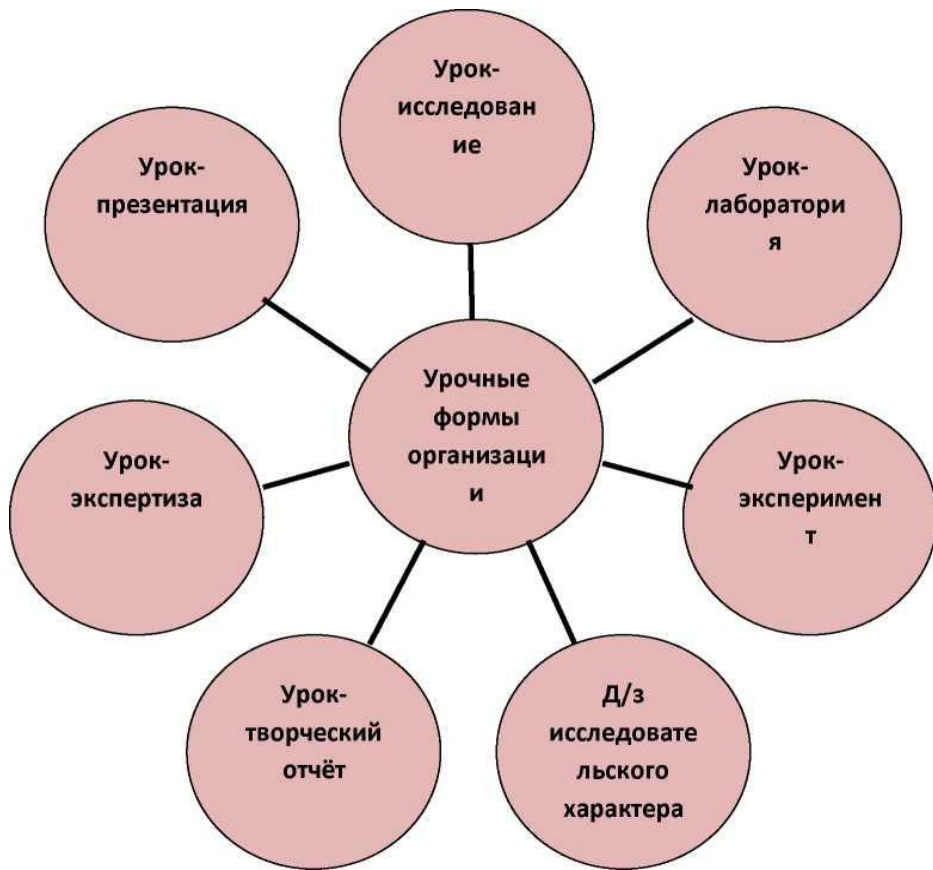 Урок-
исследован
ие
Урок-
презентация
Урок-
лаборатори
я
Урочные
формы
организаци
и
Урок-
экспертиза
Урок-
эксперимен
т
Урок-
творческий
отчёт
Д/з
исследовате
льского
характера